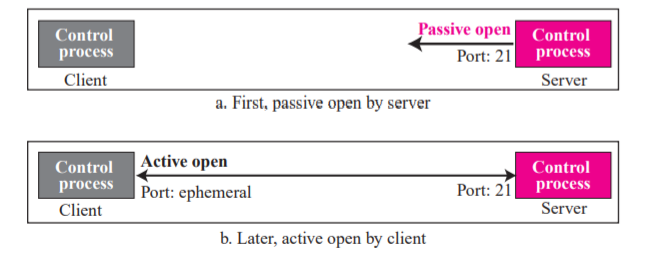 Control
process
Client
Passive open
Port: 21
Control
process
Server
a. First, passive open by server
Control
process
Client
Active open
Port: ephemeral
Port: 21
Control
process
Server
b. Later, active open by client